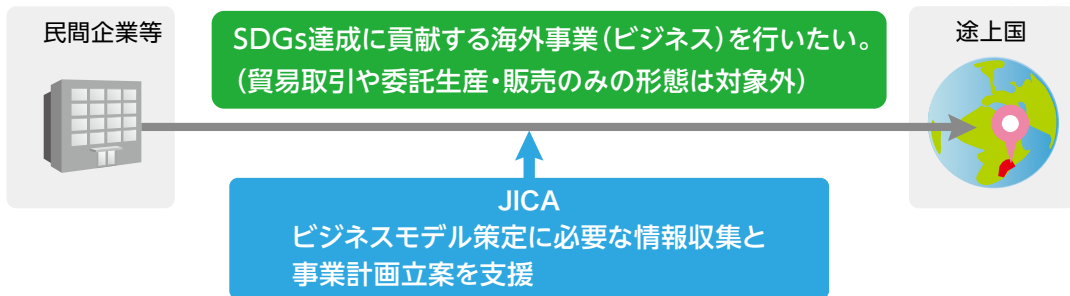 民間企業等
SDGs達成に貢献する海外事業（ビジネス）を行いたい。
（貿易取引や委託生産・販売のみの形態は対象外）
途上国
JICA
ビジネスモデル策定に必要な情報収集と
事業計画立案を支援